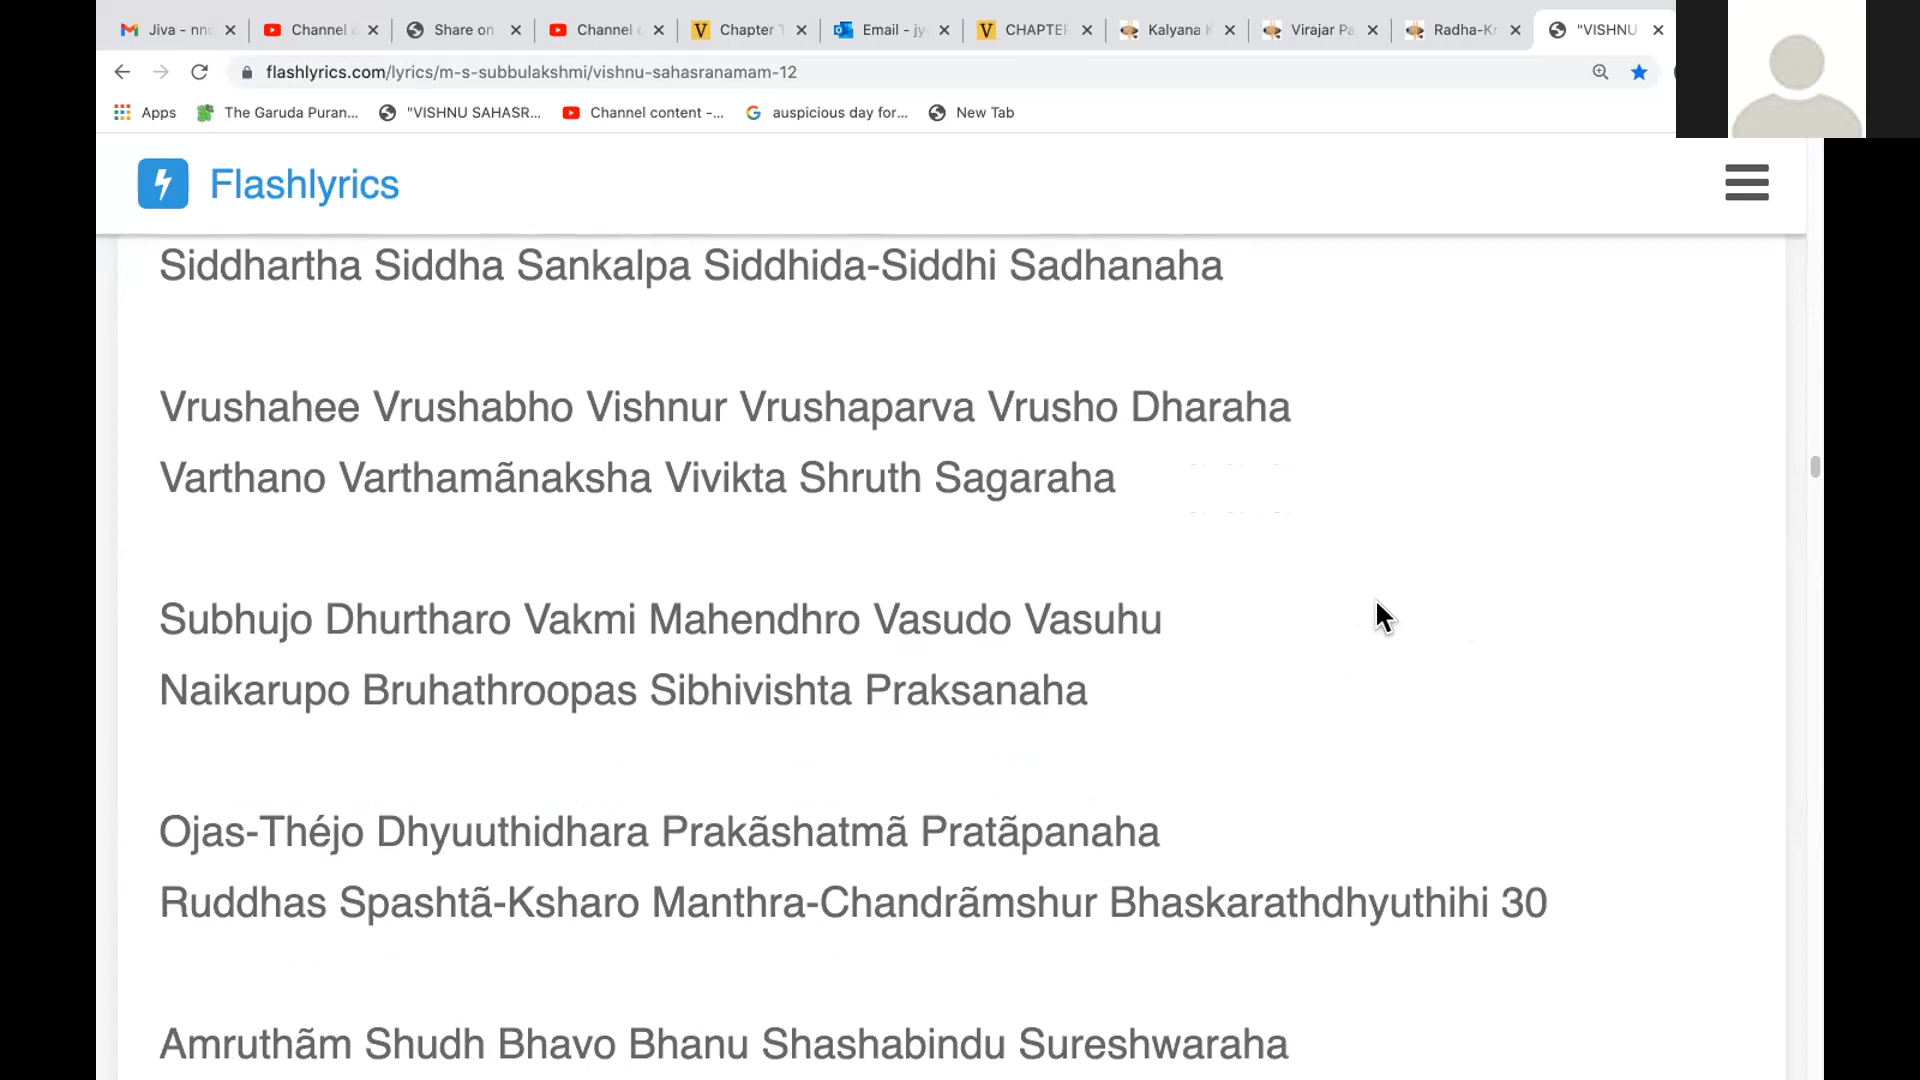 Jiva - nn
Channel
Share on
Channel
Chapter
Email - jy
CHAPTE
Kalyana
Virajar Pa
Radha-Kr
"VISHNU
flashlyrics.com/lyrics/m-s-subbulakshmi/vishnu-sahasranamam-12
Apps
The Garuda Puran...
"VISHNU SAHASR...
Channel content -...
auspicious day for...
New Tab
Flashlyrics
Siddhartha Siddha Sankalpa Siddhida-Siddhi Sadhanaha
Vrushahee Vrushabho Vishnur Vrushaparva Vrusho Dharaha
Varthano Varthamãnaksha Vivikta Shruth Sagaraha
Subhujo Dhurtharo Vakmi Mahendhro Vasudo Vasuhu
Naikarupo Bruhathroopas Sibhivishta Praksanaha
Ojas-Théjo Dhyuuthidhara Prakãshatmã Pratãpanaha
Ruddhas Spashtã-Ksharo Manthra-Chandrãmshur Bhaskarathdhyuthihi 30
Amruthãm Shudh Bhavo Bhanu Shashabindu Sureshwaraha